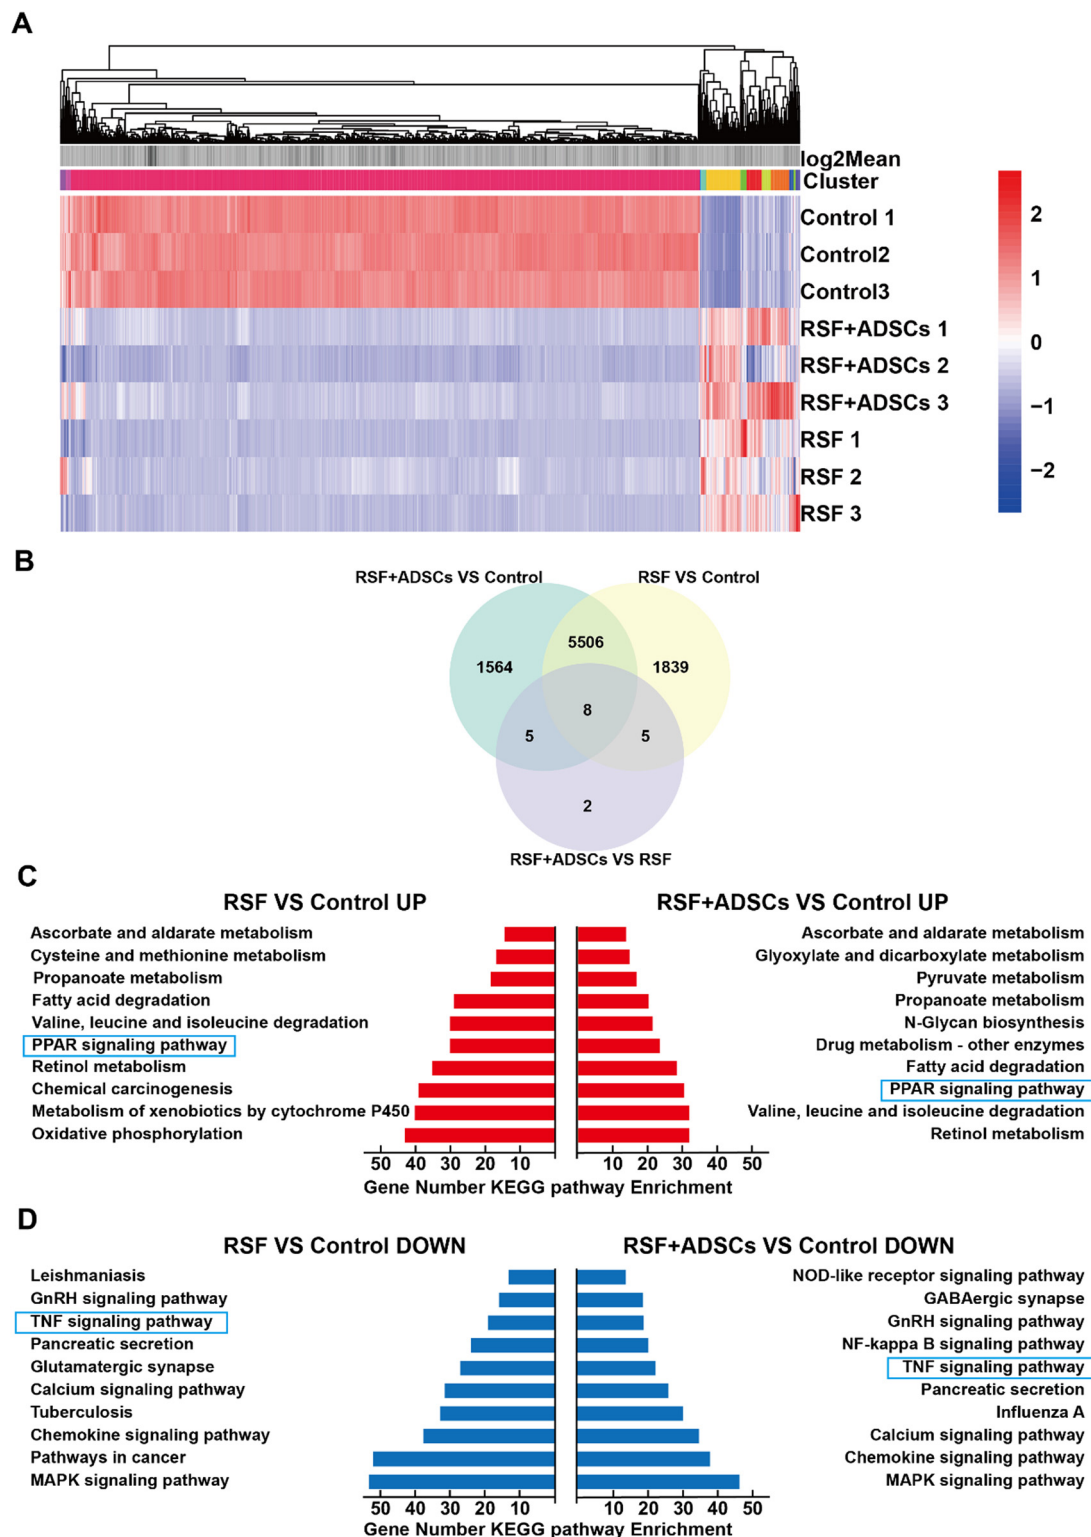 A
log2Mean
Cluster
Control 1
Control2
Control3
RSF+ADSCs 1
RSF+ADSCs 2
RSF+ADSCs 3
RSF 1
RSF 2
RSF 3
2
1
0
−1
−2
B
RSF+ADSCs VS Control
RSF VS Control
5506
1564
1839
8
5
5
2
RSF+ADSCs VS RSF
C
RSF VS Control UP
Ascorbate and aldarate metabolism
Cysteine and methionine metabolism
Propanoate metabolism
Fatty acid degradation
Valine, leucine and isoleucine degradation
PPAR signaling pathway
Retinol metabolism
Chemical carcinogenesis
Metabolism of xenobiotics by cytochrome P450
Oxidative phosphorylation
50 40 30 20 10
RSF+ADSCs VS Control UP
Ascorbate and aldarate metabolism
Glyoxylate and dicarboxylate metabolism
Pyruvate metabolism
Propanoate metabolism
N-Glycan biosynthesis
Drug metabolism - other enzymes
Fatty acid degradation
PPAR signaling pathway
Valine, leucine and isoleucine degradation
Retinol metabolism
10 20 30 40 50
Gene Number KEGG pathway Enrichment
D
RSF VS Control DOWN
Leishmaniasis
GnRH signaling pathway
TNF signaling pathway
Pancreatic secretion
Glutamatergic synapse
Calcium signaling pathway
Tuberculosis
Chemokine signaling pathway
Pathways in cancer
MAPK signaling pathway
50 40 30 20 10
RSF+ADSCs VS Control DOWN
NOD-like receptor signaling pathway
GABAergic synapse
GnRH signaling pathway
NF-kappa B signaling pathway
TNF signaling pathway
Pancreatic secretion
Influenza A
Calcium signaling pathway
Chemokine signaling pathway
MAPK signaling pathway
10 20 30 40 50
Gene Number KEGG pathway Enrichment